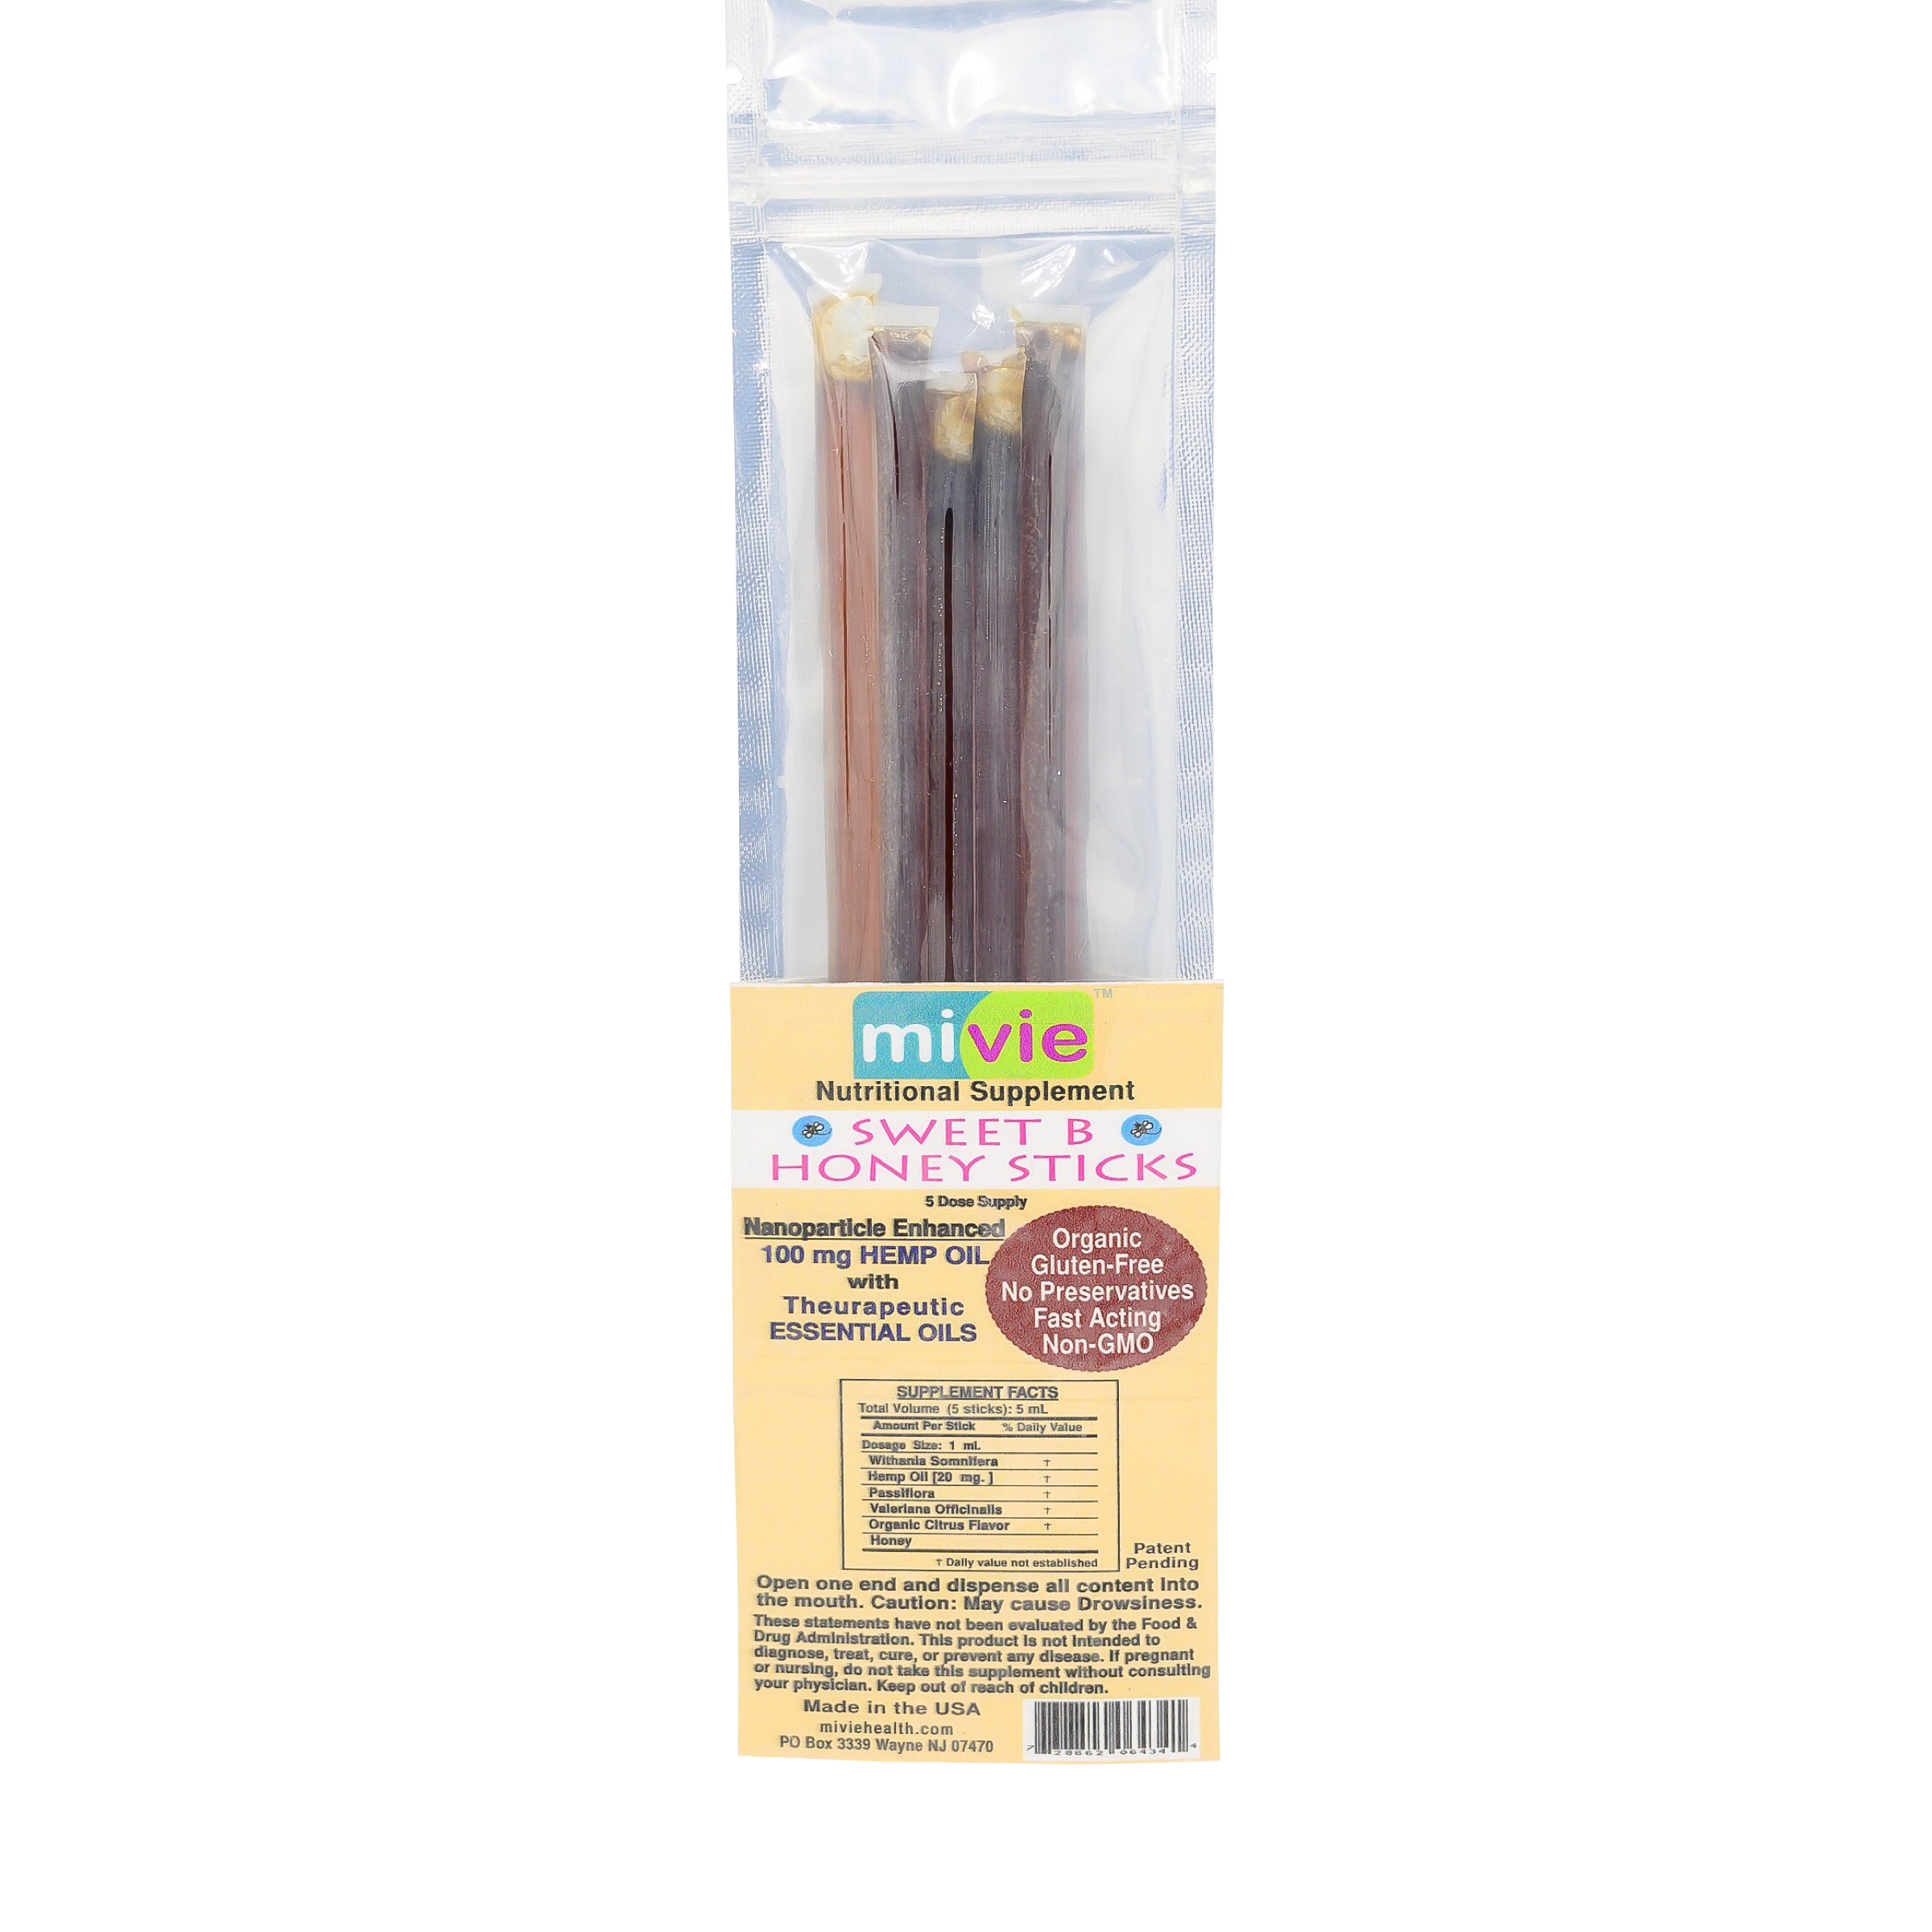 mivie™
Nutritional Supplement
SWEET B
HONEY STICKS
5 Dose Supply
Nanoparticle Enhanced
100 mg HEMP OIL
with
Theurapeutic
ESSENTIAL OILS
Organic
Gluten-Free
No Preservatives
Fast Acting
Non-GMO
SUPPLEMENT FACTS
Total Volume (5 sticks): 5 mL
Amount Per Stick % Daily Value
Dosage Size: 1 mL
Withania Somnifera †
Hemp Oil [20 mg.] †
Passiflora †
Valeriana Officinalis †
Organic Citrus Flavor †
Honey
† Daily value not established
Patent
Pending
Open one end and dispense all content into
the mouth. Caution: May cause Drowsiness.
These statements have not been evaluated by the Food &
Drug Administration. This product is not intended to
diagnose, treat, cure, or prevent any disease. If pregnant
or nursing, do not take this supplement without consulting
your physician. Keep out of reach of children.
Made in the USA
miviehealth.com
PO Box 3339 Wayne NJ 07470
7 28662 06434 4